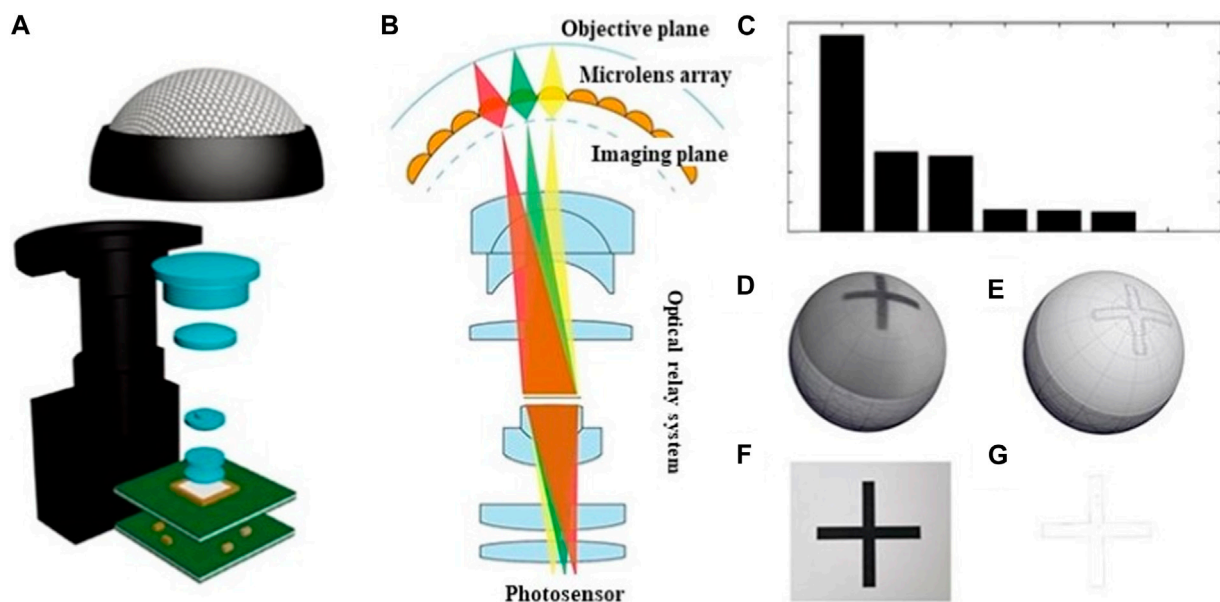 A
B
Objective plane
Microlens array
Imaging plane
Optical relay system
Photosensor
C
D
E
F
G